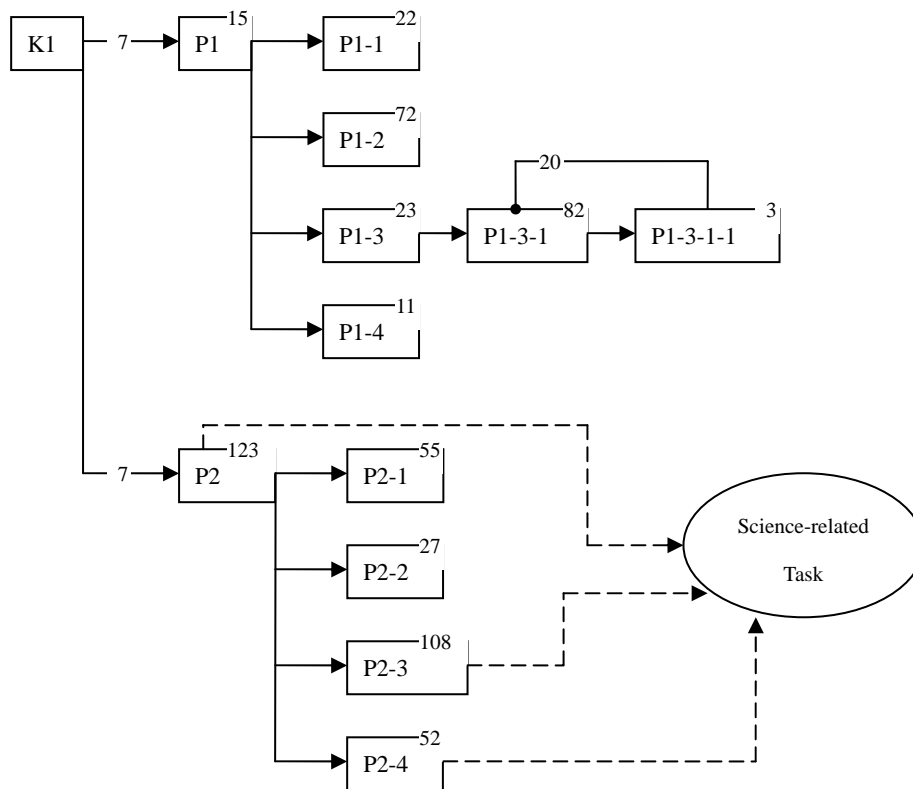 15
22
K1
7
P1
P1-1
72
P1-2
20
23
82
3
P1-3
P1-3-1
P1-3-1-1
11
P1-4
123
55
7
P2
P2-1
Science-related
Task
27
P2-2
108
P2-3
52
P2-4